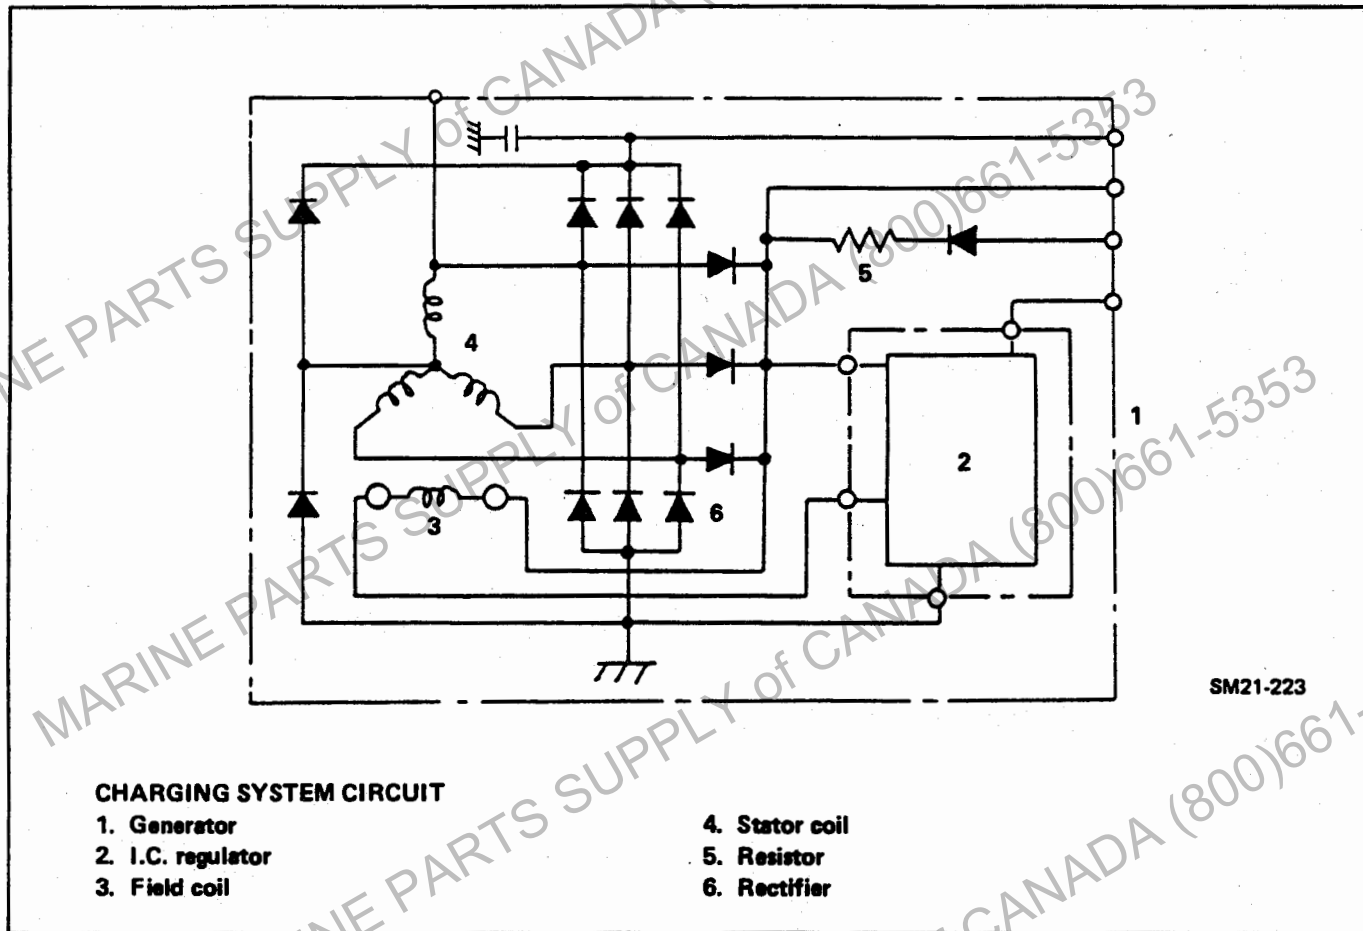 MARINE PARTS SUPPLY of CANADA (800)661-5353
MARINE PARTS SUPPLY of CANADA (800)661-5353
MARINE PARTS SUPPLY of CANADA (800)661-
4
5
1
2
3
6
SM21-223
CHARGING SYSTEM CIRCUIT
1. Generator
2. I.C. regulator
3. Field coil
4. Stator coil
5. Resistor
6. Rectifier